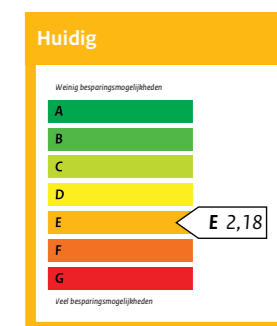 Huidig
Weinig besparingsmogelijkheden
A
B
C
D
E
E 2,18
F
G
Veel besparingsmogelijkheden